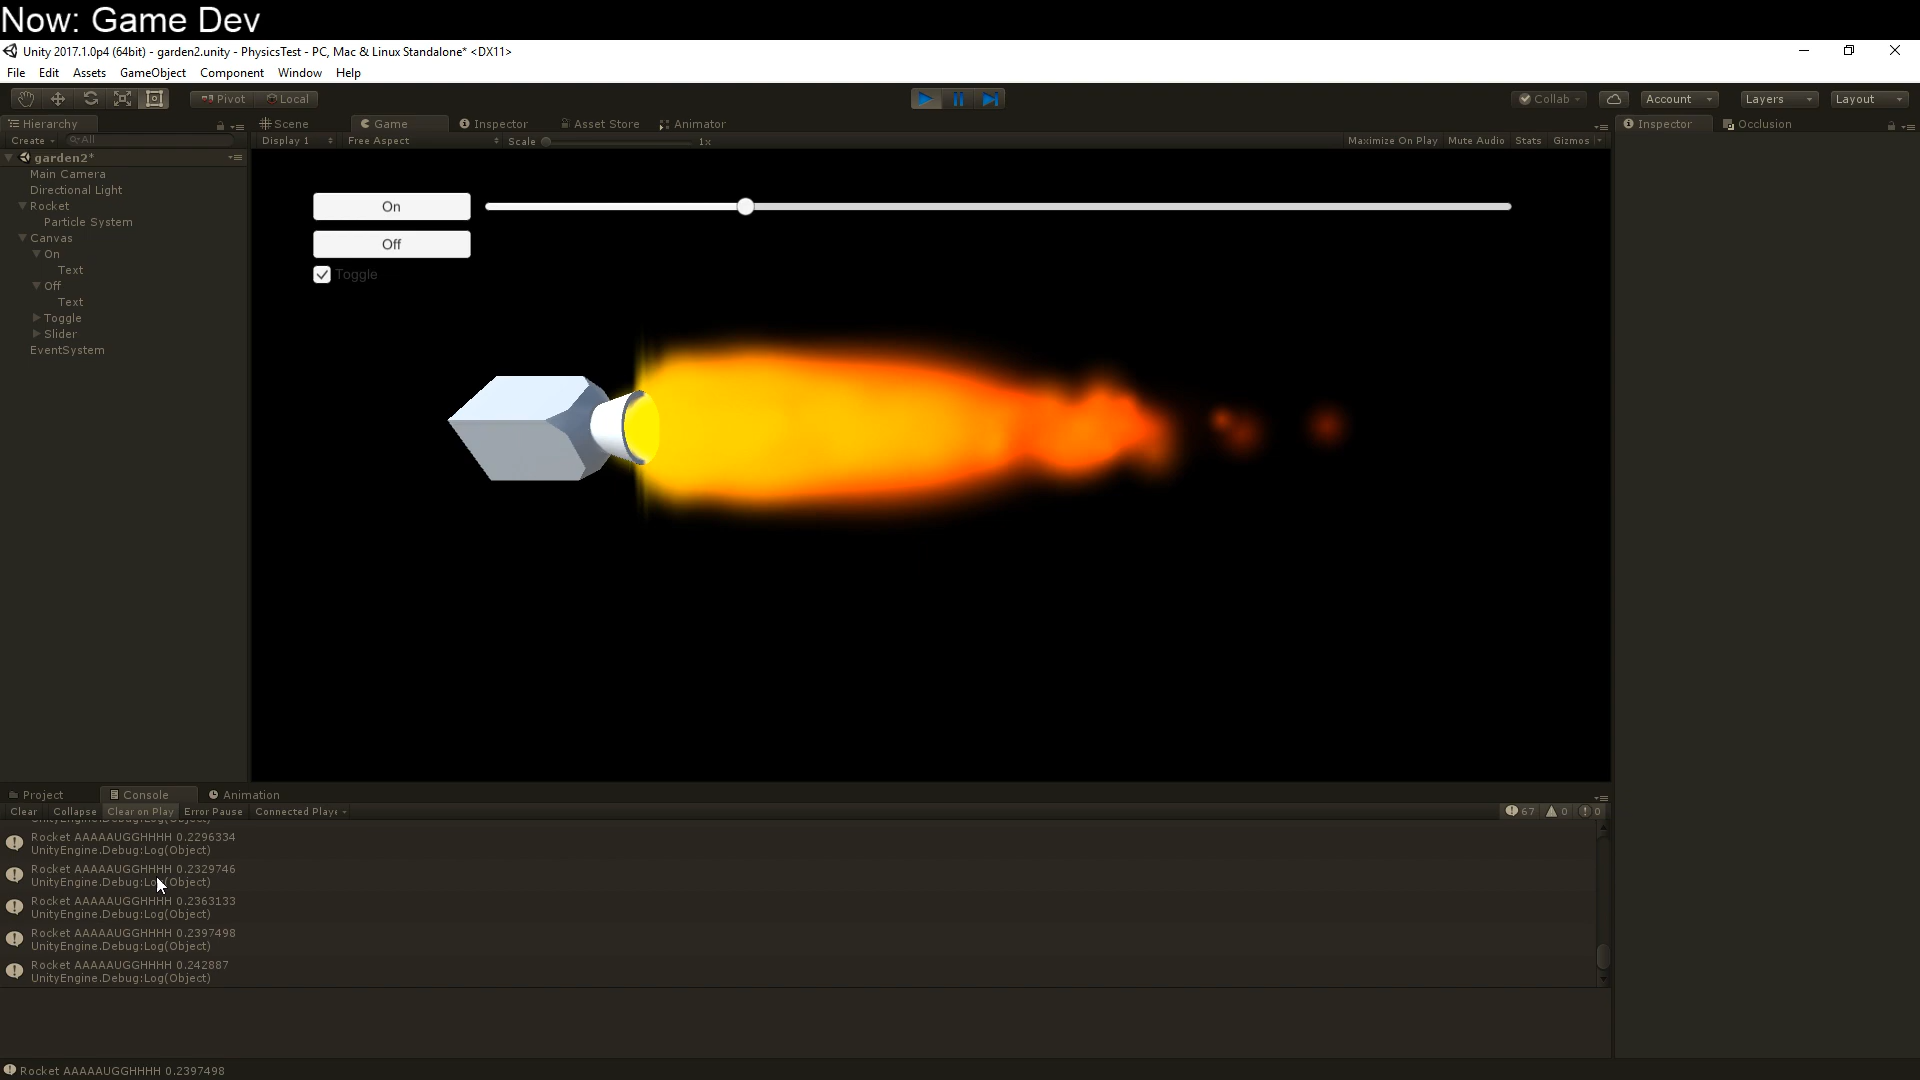 Now: Game Dev
Unity 2017.1.0p4 (64bit) - garden2.unity - PhysicsTest - PC, Mac & Linux Standalone* <DX11>
File Edit Assets GameObject Component Window Help
Pivot Local Collab Account Layers Layout
Hierarchy Scene Game Inspector Asset Store Animator Inspector Occlusion
Create All Display 1 Free Aspect Scale 1x Maximize On Play Mute Audio Stats Gizmos
garden2*
Main Camera
Directional Light
Rocket
Particle System
Canvas
On
Text
Off
Text
Toggle
Slider
EventSystem
On
Off
Toggle
Project Console Animation
Clear Collapse Clear on Play Error Pause Connected Playe 67 0 0
UnityEngine.Debug:Log(Object)
Rocket AAAAAUGGHHHH 0.2296334
UnityEngine.Debug:Log(Object)
Rocket AAAAAUGGHHHH 0.2329746
UnityEngine.Debug:Log(Object)
Rocket AAAAAUGGHHHH 0.2363133
UnityEngine.Debug:Log(Object)
Rocket AAAAAUGGHHHH 0.2397498
UnityEngine.Debug:Log(Object)
Rocket AAAAAUGGHHHH 0.242887
UnityEngine.Debug:Log(Object)
Rocket AAAAAUGGHHHH 0.2397498